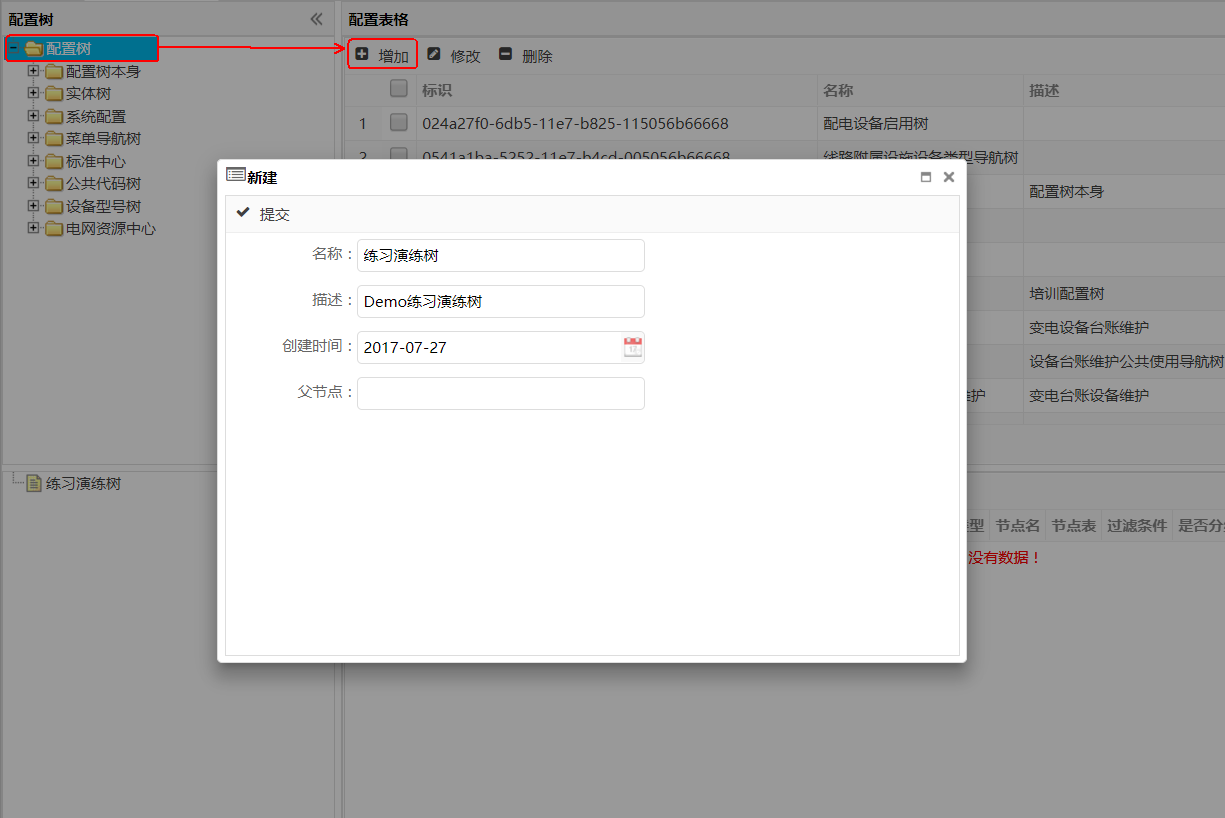 配置树
配置树
配置树本身
实体树
系统配置
菜单导航树
标准中心
公共代码树
设备型号树
电网资源中心
练习演练树
配置表格
增加 修改 删除
标识 名称 描述
1 024a27f0-6db5-11e7-b825-115056b66668 配电设备启用树
2 0541a1ba-5252-11e7-b4cd-005056b66668 线路附属设施设备类型导航树
配置树本身
培训配置树
变电设备台账维护
设备台账维护公共使用导航树
维护 变电台账设备维护
型 节点名 节点表 过滤条件 是否分
没有数据！
新建
提交
名称： 练习演练树
描述： Demo练习演练树
创建时间： 2017-07-27
父节点：